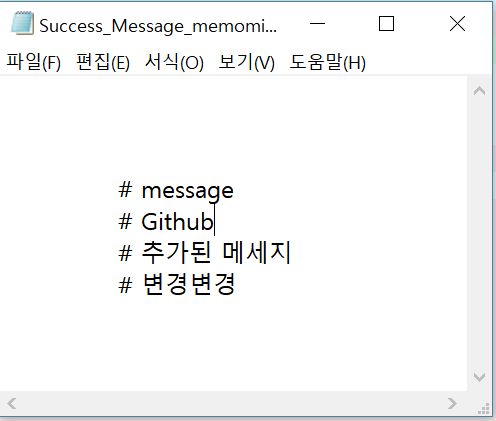 Success_Message_memomi...
파일(F) 편집(E) 서식(O) 보기(V) 도움말(H)
# message
# Github
# 추가된 메세지
# 변경변경